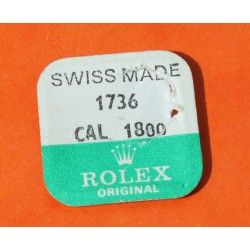 SWISS MADE
1736
CAL 1800
ROLEX
ORIGINAL